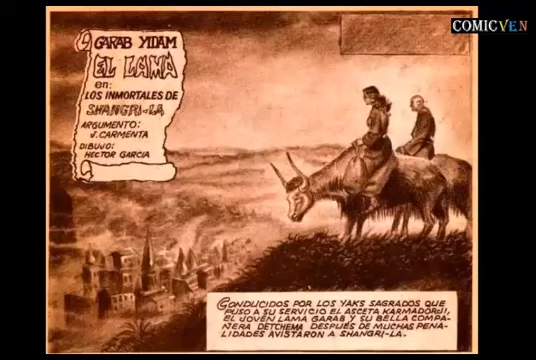 COMICVEN
GARAB YIDAM
EL LAMA
en:
LOS INMORTALES DE
SHANGRI-LA
ARGUMENTO:
J. CARMENTA
DIBUJO:
HECTOR GARCIA
CONDUCIDOS POR LOS YAKS SAGRADOS QUE
PUSO A SU SERVICIO EL ASCETA KARMADORJI,
EL JOVEN LAMA GARAB Y SU BELLA COMPA-
ÑERA DETCHEMA DESPUÉS DE MUCHAS PENA-
LIDADES AVISTARON A SHANGRI-LA.